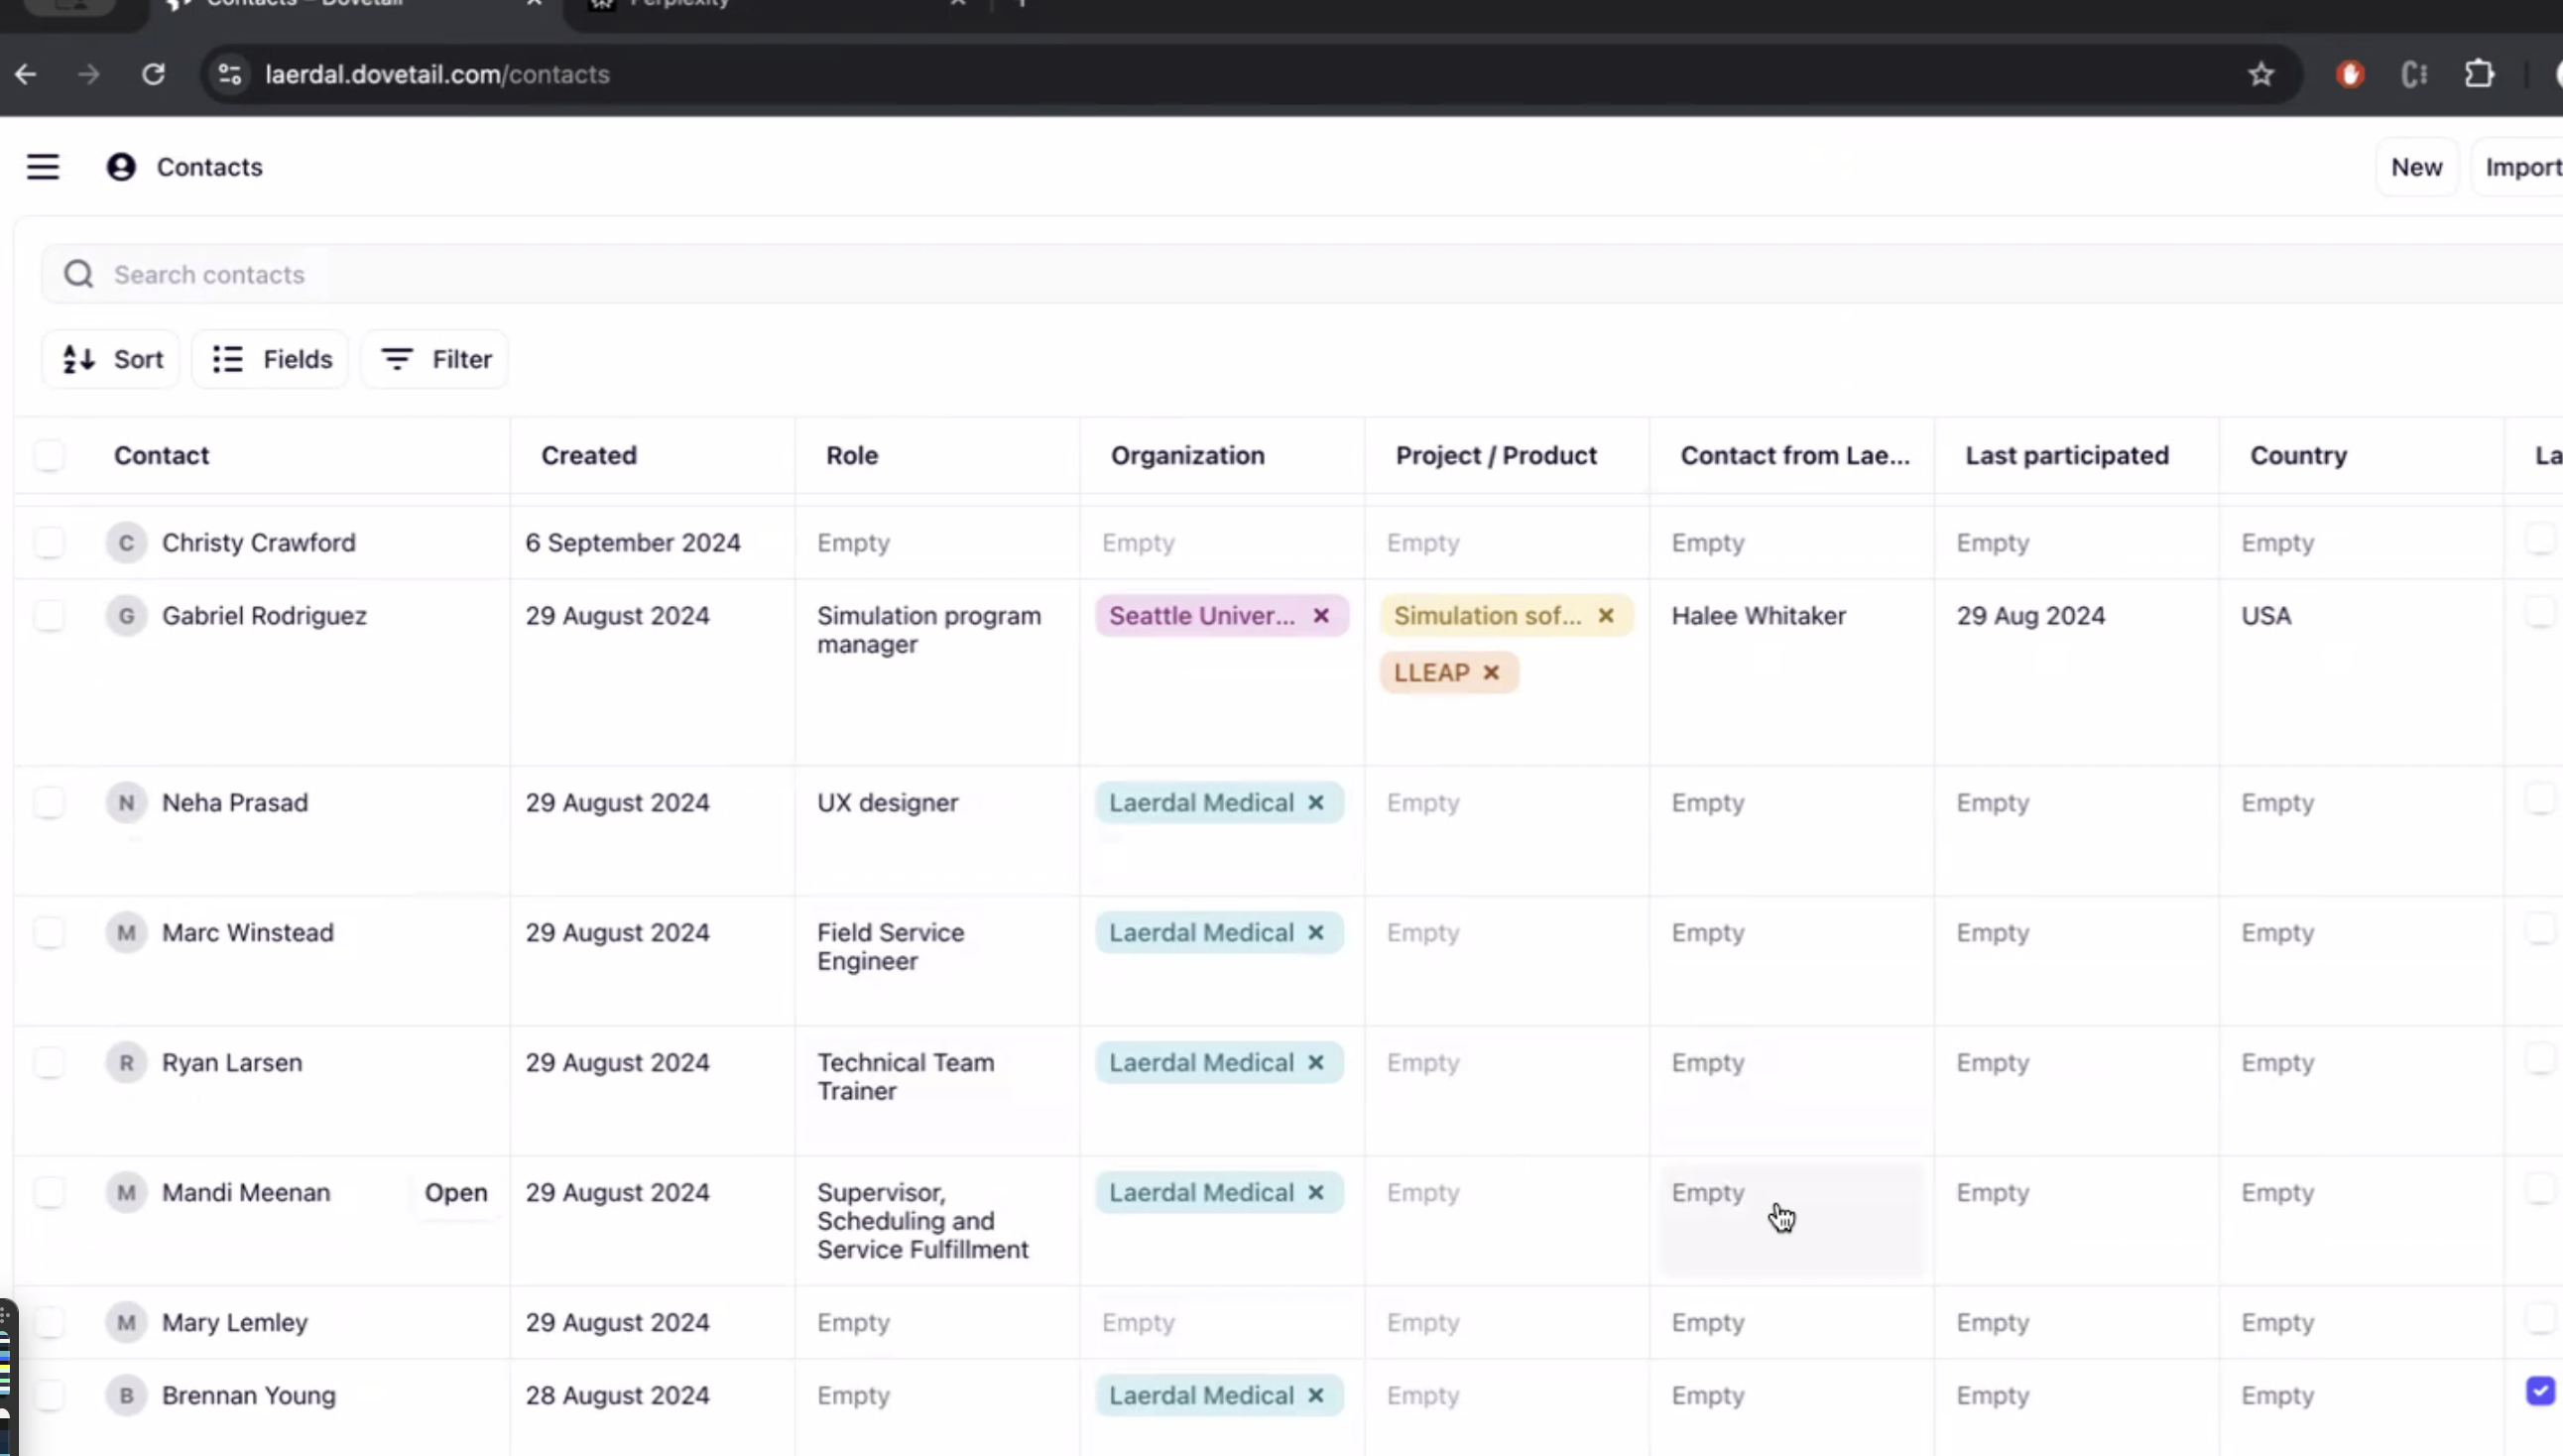 Contacts – Dovetail
Perplexity
laerdal.dovetail.com/contacts
Contacts
New
Import
Search contacts
Sort
Fields
Filter
Contact Created Role Organization Project / Product Contact from Lae... Last participated Country La
C Christy Crawford 6 September 2024 Empty Empty Empty Empty Empty Empty
G Gabriel Rodriguez 29 August 2024 Simulation program Seattle Univer... Simulation sof... Halee Whitaker 29 Aug 2024 USA
manager
LLEAP
N Neha Prasad 29 August 2024 UX designer Laerdal Medical Empty Empty Empty Empty
M Marc Winstead 29 August 2024 Field Service Laerdal Medical Empty Empty Empty Empty
Engineer
R Ryan Larsen 29 August 2024 Technical Team Laerdal Medical Empty Empty Empty Empty
Trainer
M Mandi Meenan Open 29 August 2024 Supervisor, Laerdal Medical Empty Empty Empty Empty
Scheduling and
Service Fulfillment
M Mary Lemley 29 August 2024 Empty Empty Empty Empty Empty Empty
B Brennan Young 28 August 2024 Empty Laerdal Medical Empty Empty Empty Empty